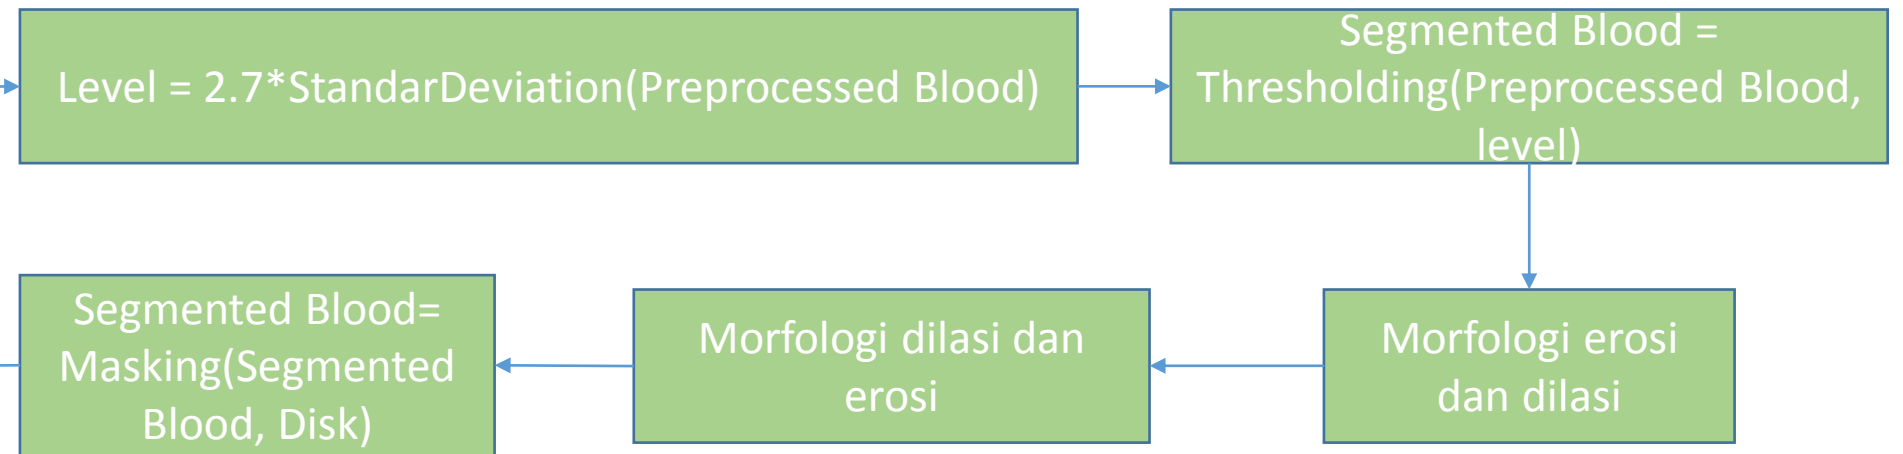 Level = 2.7*StandarDeviation(Preprocessed Blood)
Segmented Blood =
Thresholding(Preprocessed Blood,
level)
Segmented Blood=
Masking(Segmented
Blood, Disk)
Morfologi dilasi dan
erosi
Morfologi erosi
dan dilasi